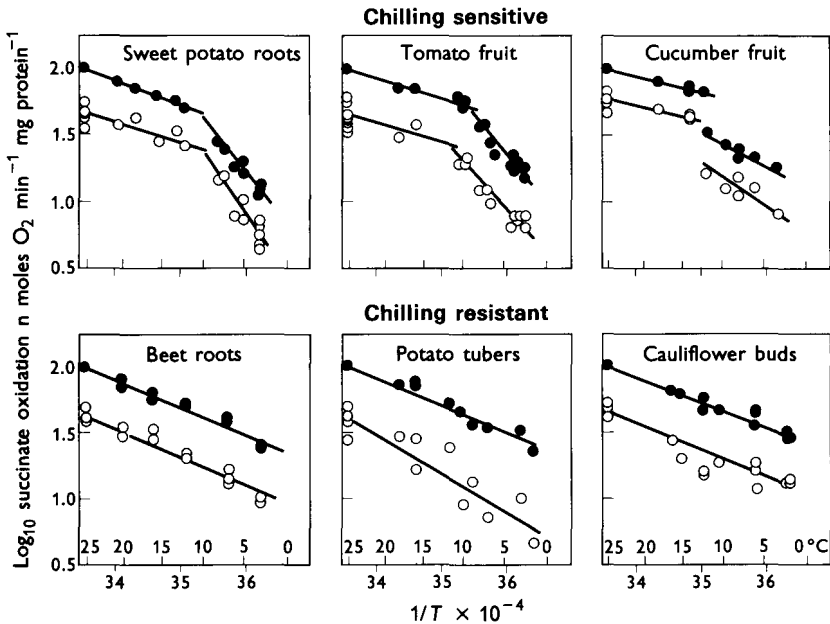 Chilling sensitive
Sweet potato roots
Tomato fruit
Cucumber fruit
2.0
1.5
1.0
0.5
Log10 succinate oxidation n moles O2 min−1 mg protein−1
Chilling resistant
Beet roots
Potato tubers
Cauliflower buds
2.0
1.5
1.0
0.5
25 20 15 10 5 0
25 20 15 10 5 0
25 20 15 10 5 0 °C
34 35 36
34 35 36
34 35 36
1/T × 10−4